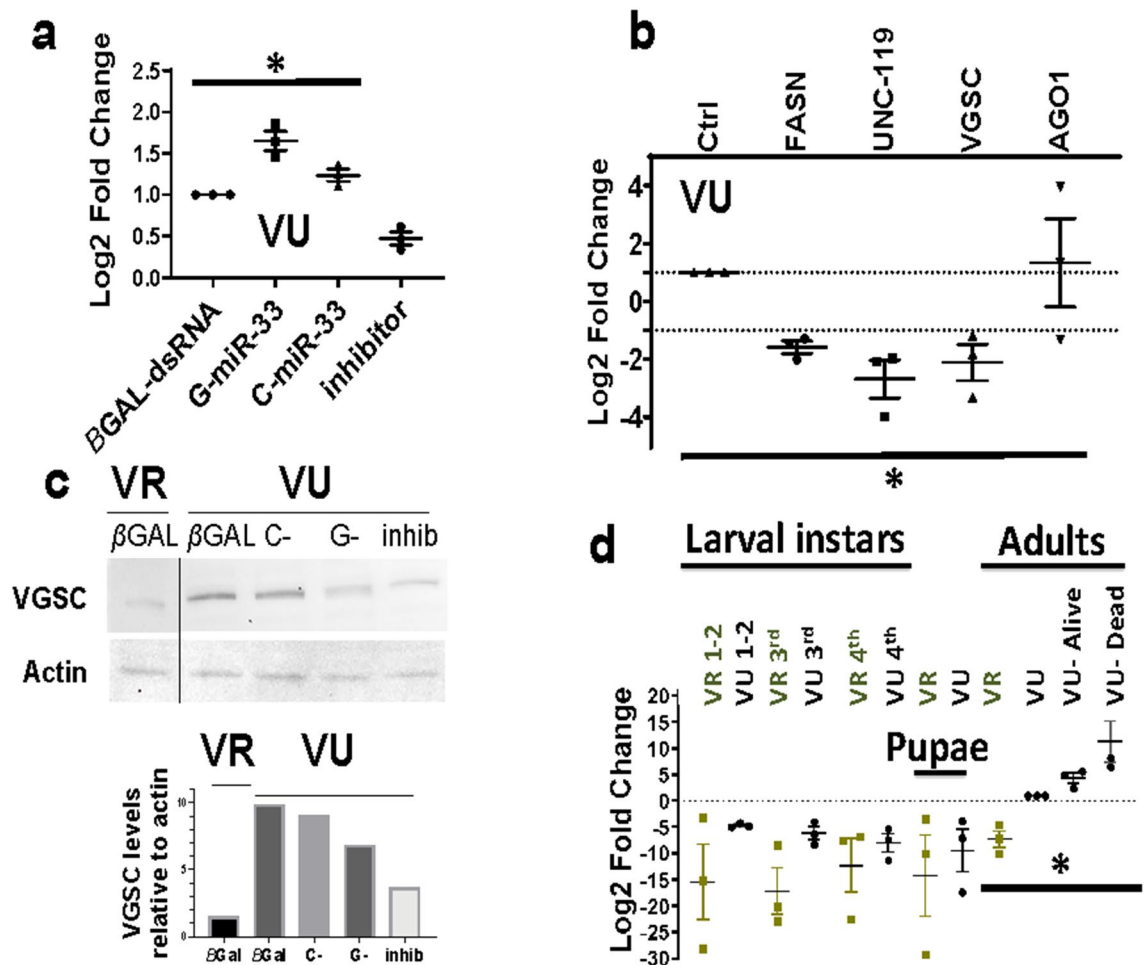 a
*
Log2 Fold Change
2.5
2.0
1.5
1.0
0.5
0.0
VU
BGAL-dsRNA
G-miR-33
C-miR-33
inhibitor
b
Ctrl
FASN
UNC-119
VGSC
AGO1
VU
Log2 Fold Change
4
2
0
-2
-4
*
c
VR VU
βGAL βGAL C- G- inhib
VGSC
Actin
VR VU
VGSC levels
relative to actin
10
5
0
BGal BGal C- G- inhib
d
Larval instars Adults
VR 1-2
VU 1-2
VR 3rd
VU 3rd
VR 4th
VU 4th
VR
VU
VR
VU
VU- Alive
VU- Dead
Pupae
Log2 Fold Change
20
15
10
5
0
-5
-10
-15
-20
-25
-30
*